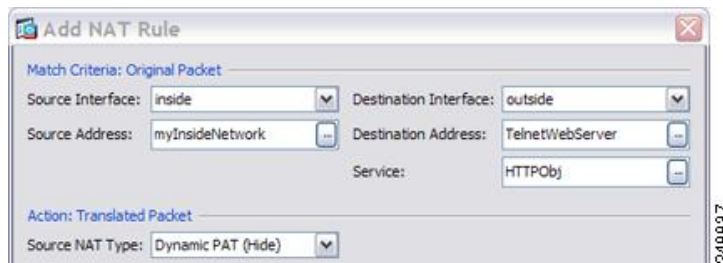 Add NAT Rule
Match Criteria: Original Packet
Source Interface: inside Destination Interface: outside
Source Address: myInsideNetwork ... Destination Address: TelnetWebServer ...
Service: HTTPObj ...
Action: Translated Packet
Source NAT Type: Dynamic PAT (Hide)
248837